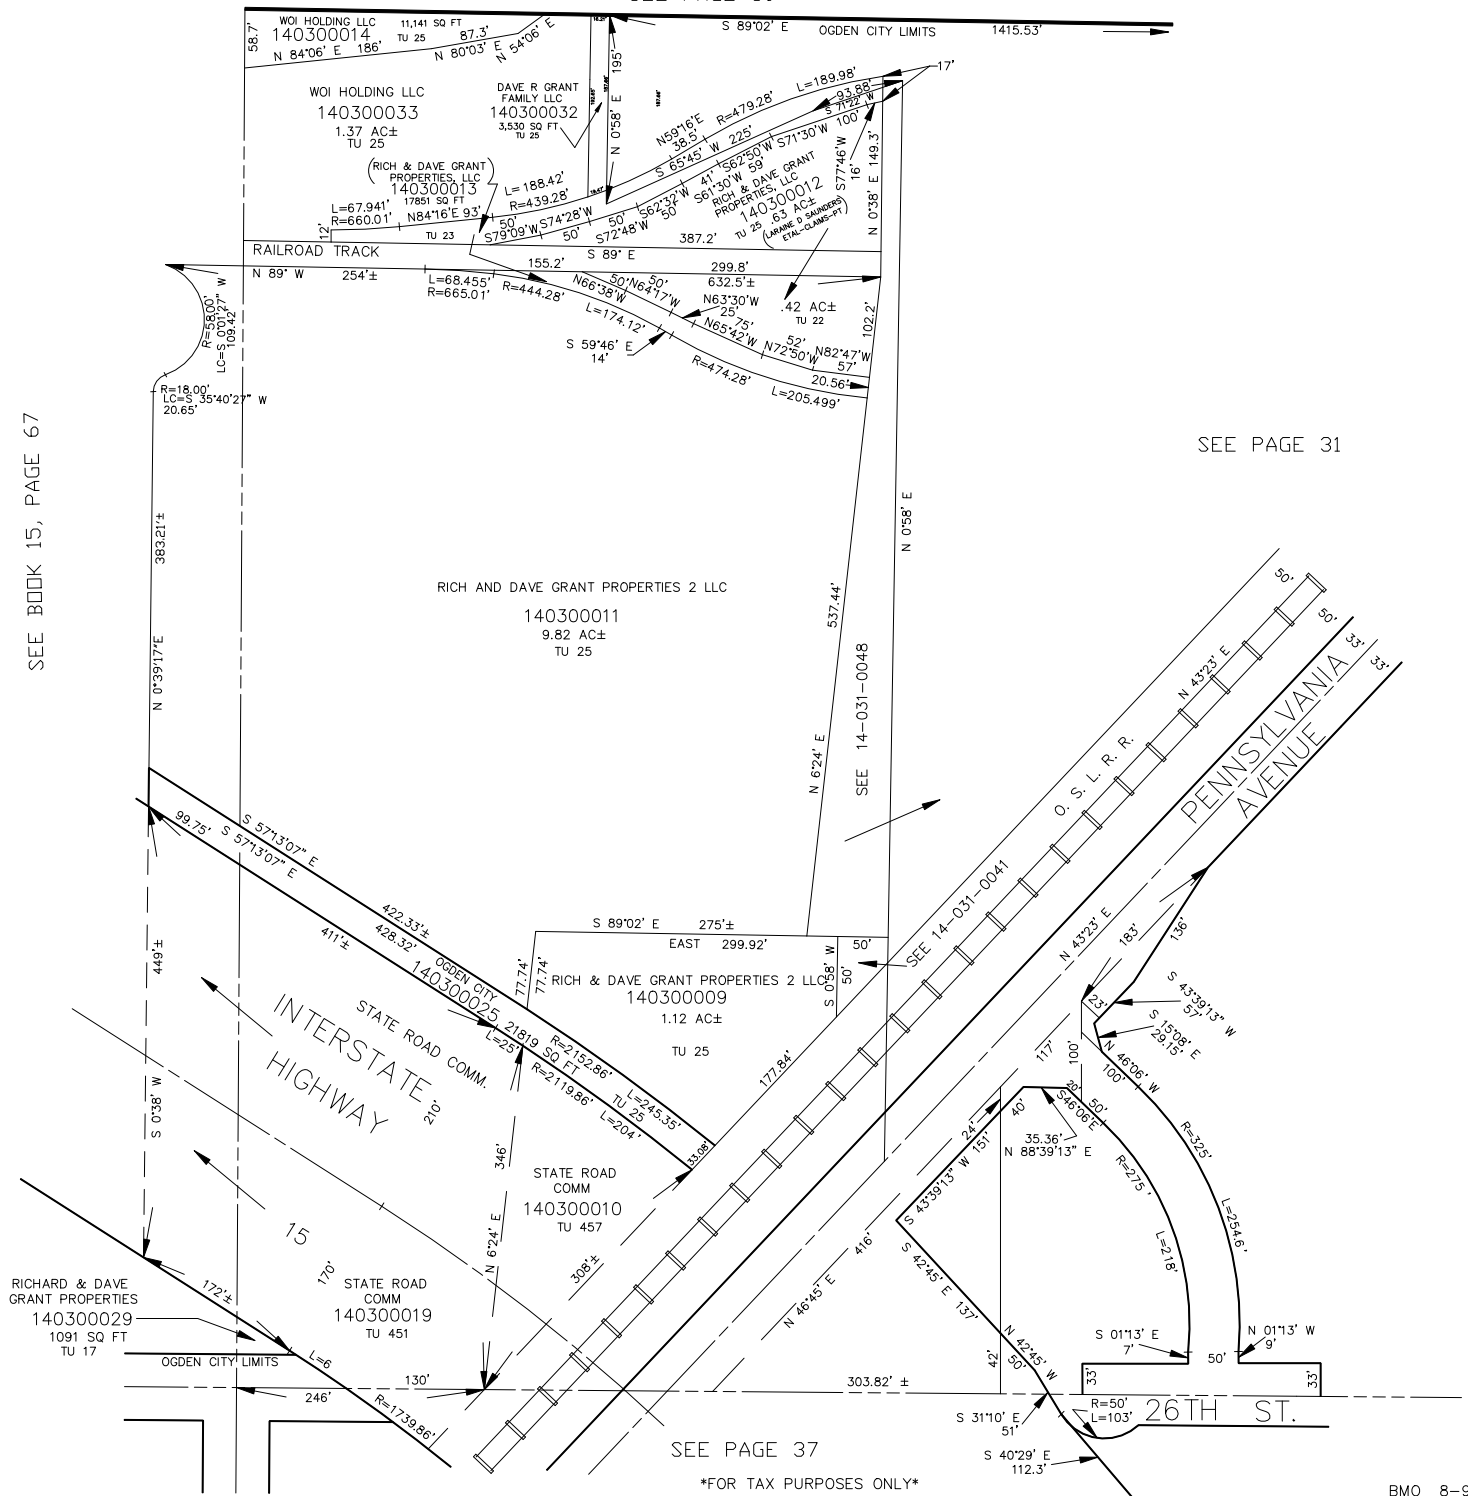 58.7'
WOI HOLDING LLC
11,141 SQ FT
140300014
TU 25
87.3'
N 84°06' E 186'
N 80°03' E
N 54°06' E
S 89°02' E
OGDEN CITY LIMITS
1415.53'
WOI HOLDING LLC
140300033
1.37 AC±
TU 25
DAVE R GRANT
FAMILY LLC
140300032
3,530 SQ FT
TU 25
N 0°58' E 195'
17'
L=189.98'
R=479.28'
93.88'
S 71°22' W
N59°16'E
38.5'
S 65°45' W 225'
100'
S71°30'W
S62°50'W
59'
S61°30'W
41'
S62°32'W
50'
S77°46'W
16'
N 0°38' E 149.3'
RICH & DAVE GRANT
PROPERTIES, LLC
140300012
TU 25 .63 AC±
(LARAINE D SAUNDERS
ETAL-CLAIMS-PT)
(RICH & DAVE GRANT
PROPERTIES, LLC)
140300013
17851 SQ FT
L=188.42'
R=439.28'
L=67.941'
R=660.01'
N84°16'E 93'
12'
TU 23
50'
S79°09'W
S74°28'W
50'
50'
S72°48'W
387.2'
RAILROAD TRACK
S 89° E
N 89° W
254'±
155.2'
299.8'
632.5'±
L=68.455'
R=665.01'
R=444.28'
N66°38'W
50'
N64°17'W
50'
N63°30'W
25'
75'
N65°42'W
L=174.12'
S 59°46' E
14'
.42 AC±
TU 22
102.2'
52'
N72°50'W
N82°47'W
57'
20.56'
R=474.28'
L=205.499'
R=58.00'
LC=S 0°01'27" W
109.42
R=18.00'
LC=S 35°40'27" W
20.65'
SEE BOOK 15, PAGE 67
SEE PAGE 31
383.21'±
N 0°39'17"E
RICH AND DAVE GRANT PROPERTIES 2 LLC
140300011
9.82 AC±
TU 25
537.44'
N 6°24' E
N 0°58' E
SEE 14-031-0048
50'
50'
33'
33'
N 43°23' E
O. S. L. R. R.
PENNSYLVANIA
AVENUE
99.75'
S 57°13'07" E
S 57°13'07" E
422.33'±
428.32'
411'±
OGDEN CITY
140300025
21819 SQ FT
TU 25
S 89°02' E
275'±
EAST 299.92'
50'
77.74'
77.74'
S 0°58' W
50'
SEE 14-031-0041
RICH & DAVE GRANT PROPERTIES 2 LLC
140300009
1.12 AC±
TU 25
449'±
S 0°38' W
INTERSTATE
HIGHWAY
STATE ROAD COMM.
210'
L=25'
R=2152.86'
R=2119.86'
L=245.35'
L=204'
177.84'
33.08'
N 43°23' E
183'
136'
23'
S 43°39'13" W
57'
S 15°08' E
29.15'
117'
100'
N 46°06' W
100'
20'
50'
S46°06'E
40'
24'
35.36'
N 88°39'13" E
S 43°39'13" W 151'
R=325'
R=275'
L=254.6'
L=218'
346'
N 6°24' E
STATE ROAD
COMM
140300010
TU 457
15
170'
308'±
416'
N 46°45' E
S 42°45' E 137'
RICHARD & DAVE
GRANT PROPERTIES
140300029
1091 SQ FT
TU 17
172'±
STATE ROAD
COMM
140300019
TU 451
L=6
OGDEN CITY LIMITS
246'
130'
R=1739.86'
303.82' ±
42'
N 42°45' W
50'
S 01°13' E
7'
N 01°13' W
9'
50'
33'
33'
R=50'
L=103'
26TH ST.
S 31°10' E
51'
S 40°29' E
112.3'
SEE PAGE 37
*FOR TAX PURPOSES ONLY*
BMO 8-9